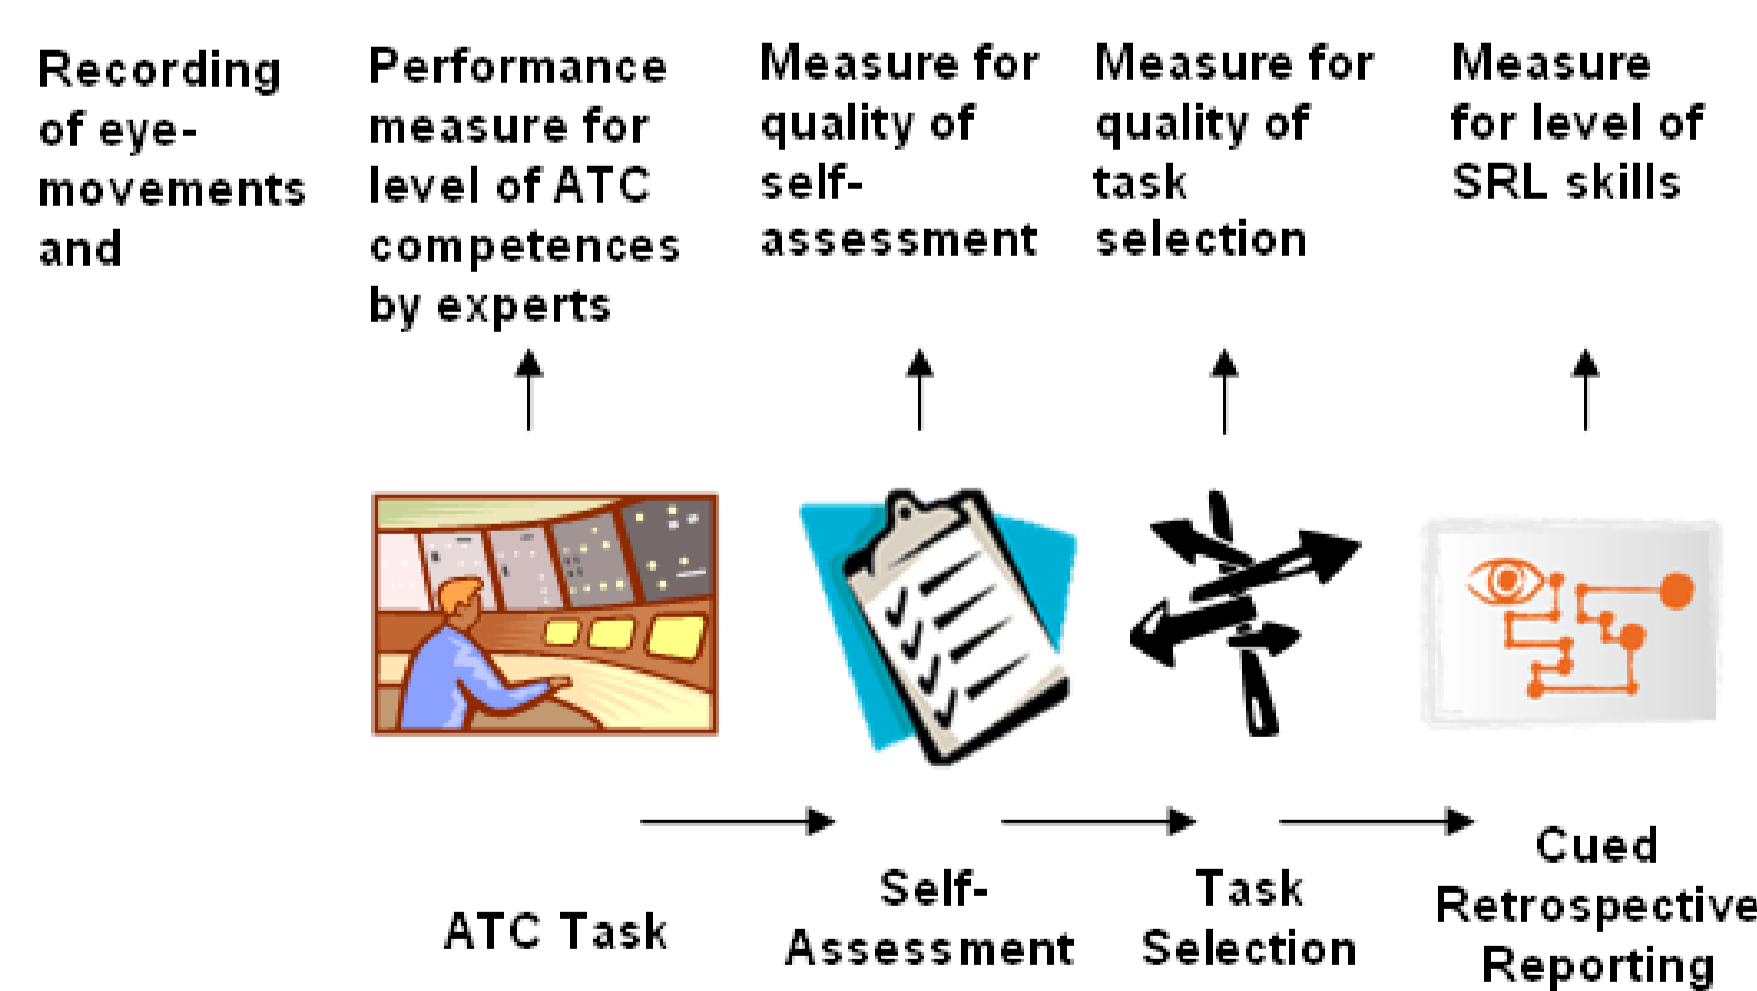 Recording
of eye-
movements
and
Performance
measure for
level of ATC
competences
by experts
Measure for
quality of
self-
assessment
Measure for
quality of
task
selection
Measure
for level of
SRL skills
ATC Task
Self-
Assessment
Task
Selection
Cued
Retrospective
Reporting